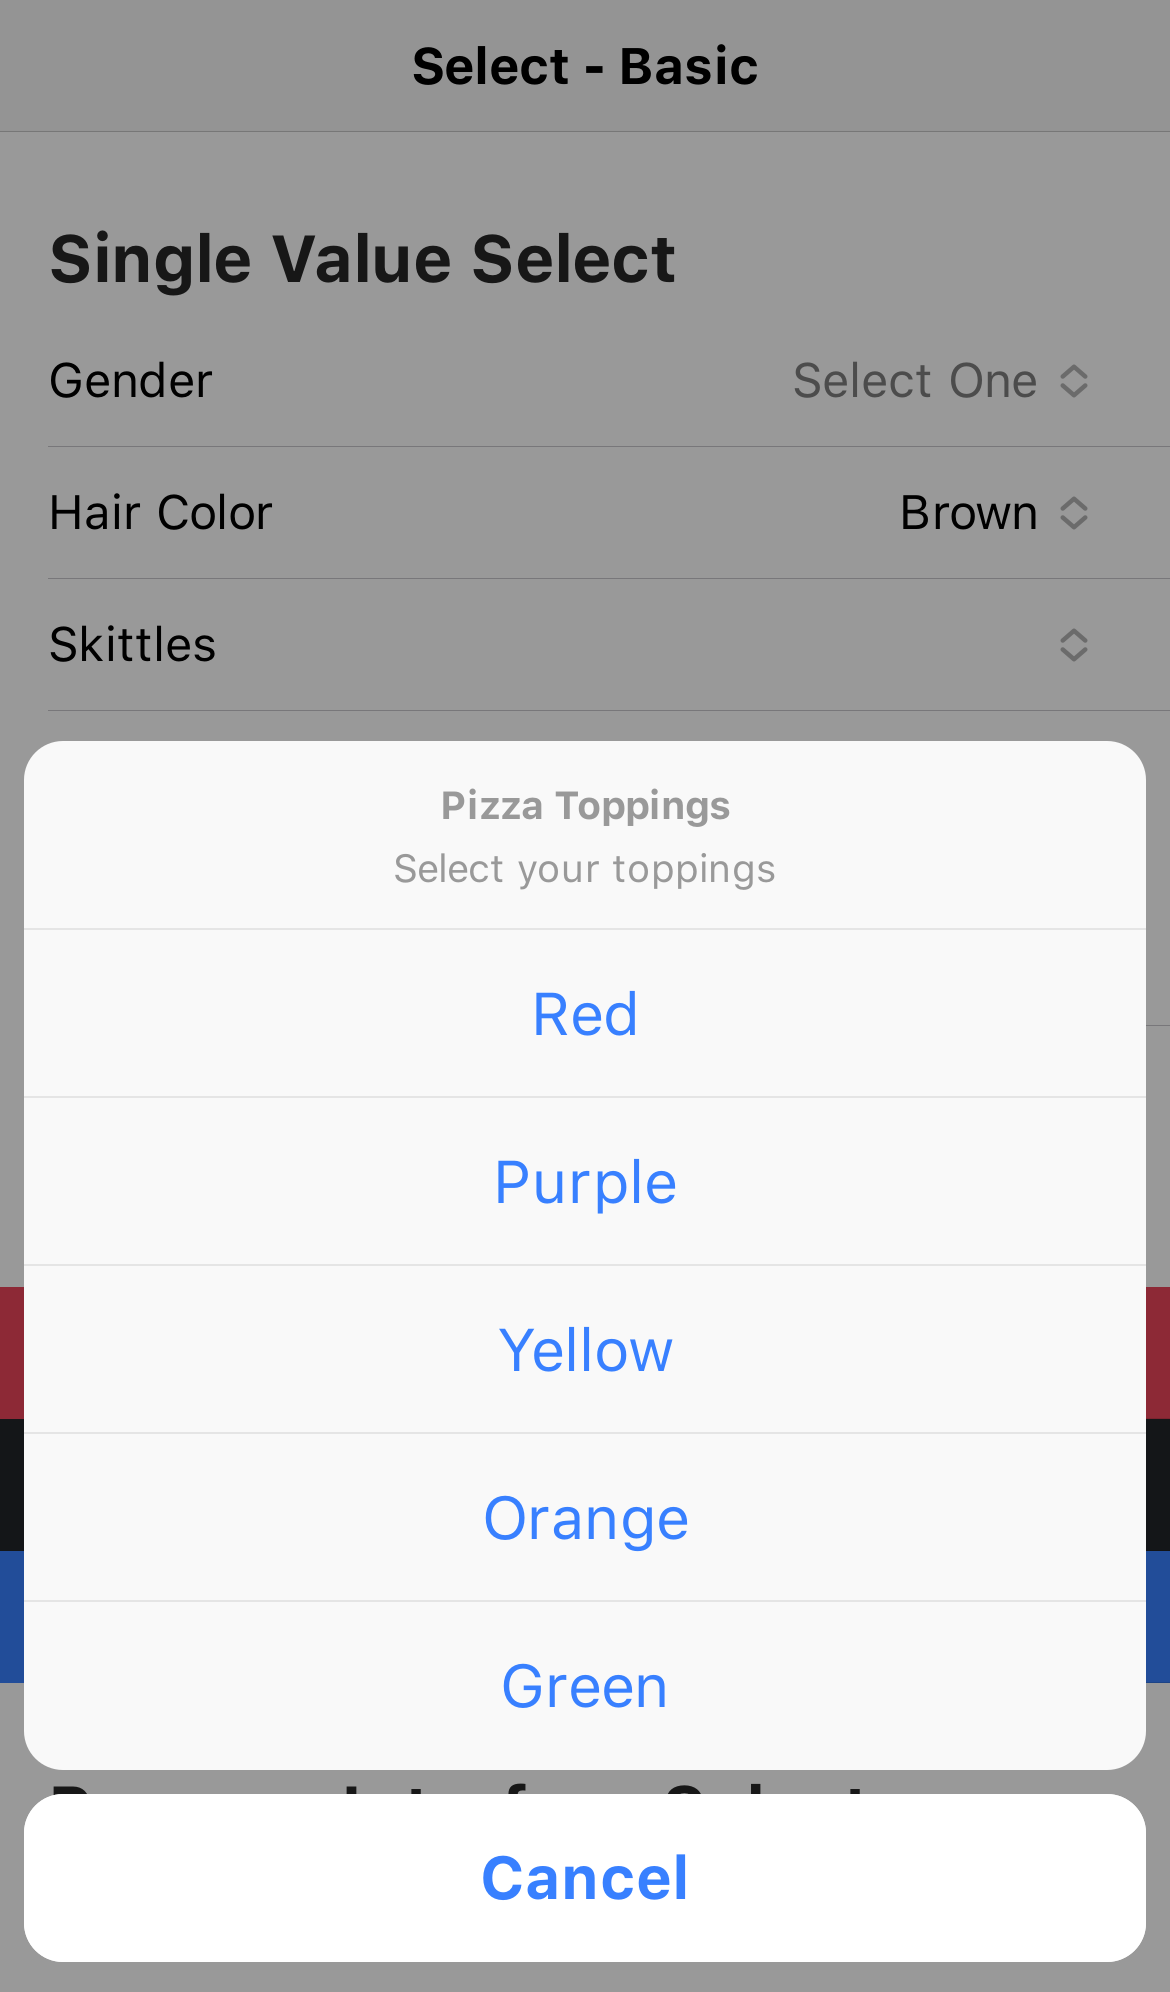 Select - Basic
Single Value Select
Gender Select One
Hair Color Brown
Skittles
Pizza Toppings
Select your toppings
Red
Purple
Yellow
Orange
Green
Cancel